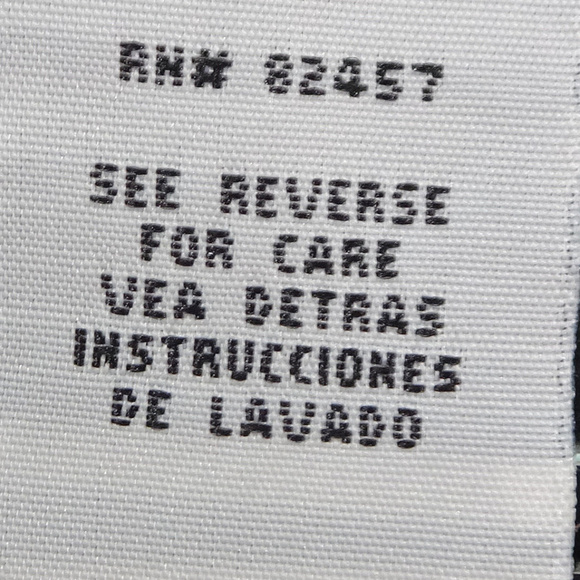 RN# 82457
SEE REVERSE
FOR CARE
VEA DETRAS
INSTRUCCIONES
DE LAVADO